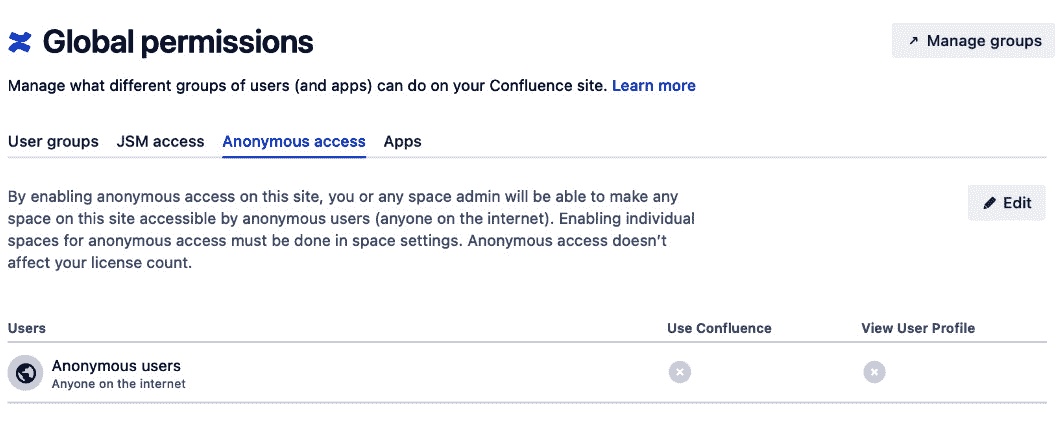 Global permissions
Manage groups
Manage what different groups of users (and apps) can do on your Confluence site. Learn more
User groups JSM access Anonymous access Apps
By enabling anonymous access on this site, you or any space admin will be able to make any
space on this site accessible by anonymous users (anyone on the internet). Enabling individual
spaces for anonymous access must be done in space settings. Anonymous access doesn't
affect your license count.
Edit
Users Use Confluence View User Profile
Anonymous users
Anyone on the internet